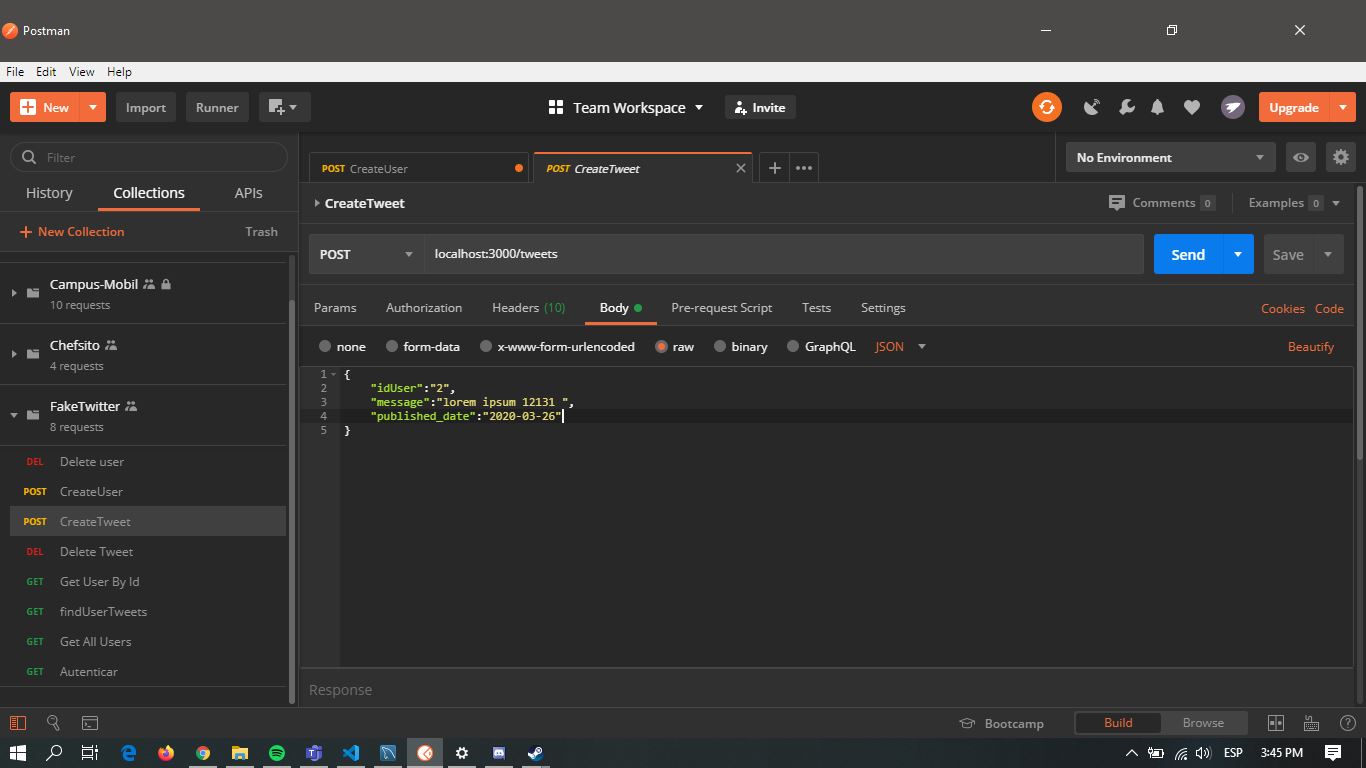 Postman
File Edit View Help
New Import Runner Team Workspace Invite Upgrade
Filter
History Collections APIs
New Collection Trash
Campus-Mobil
10 requests
Chefsito
4 requests
FakeTwitter
8 requests
DEL Delete user
POST CreateUser
POST CreateTweet
DEL Delete Tweet
GET Get User By Id
GET findUserTweets
GET Get All Users
GET Autenticar
POST CreateUser POST CreateTweet No Environment
CreateTweet Comments 0 Examples 0
POST localhost:3000/tweets Send Save
Params Authorization Headers (10) Body Pre-request Script Tests Settings Cookies Code
none form-data x-www-form-urlencoded raw binary GraphQL JSON Beautify
1 {
2 "idUser":"2",
3 "message":"lorem ipsum 12131 ",
4 "published_date":"2020-03-26"
5 }
Response
Bootcamp Build Browse
ESP 3:45 PM